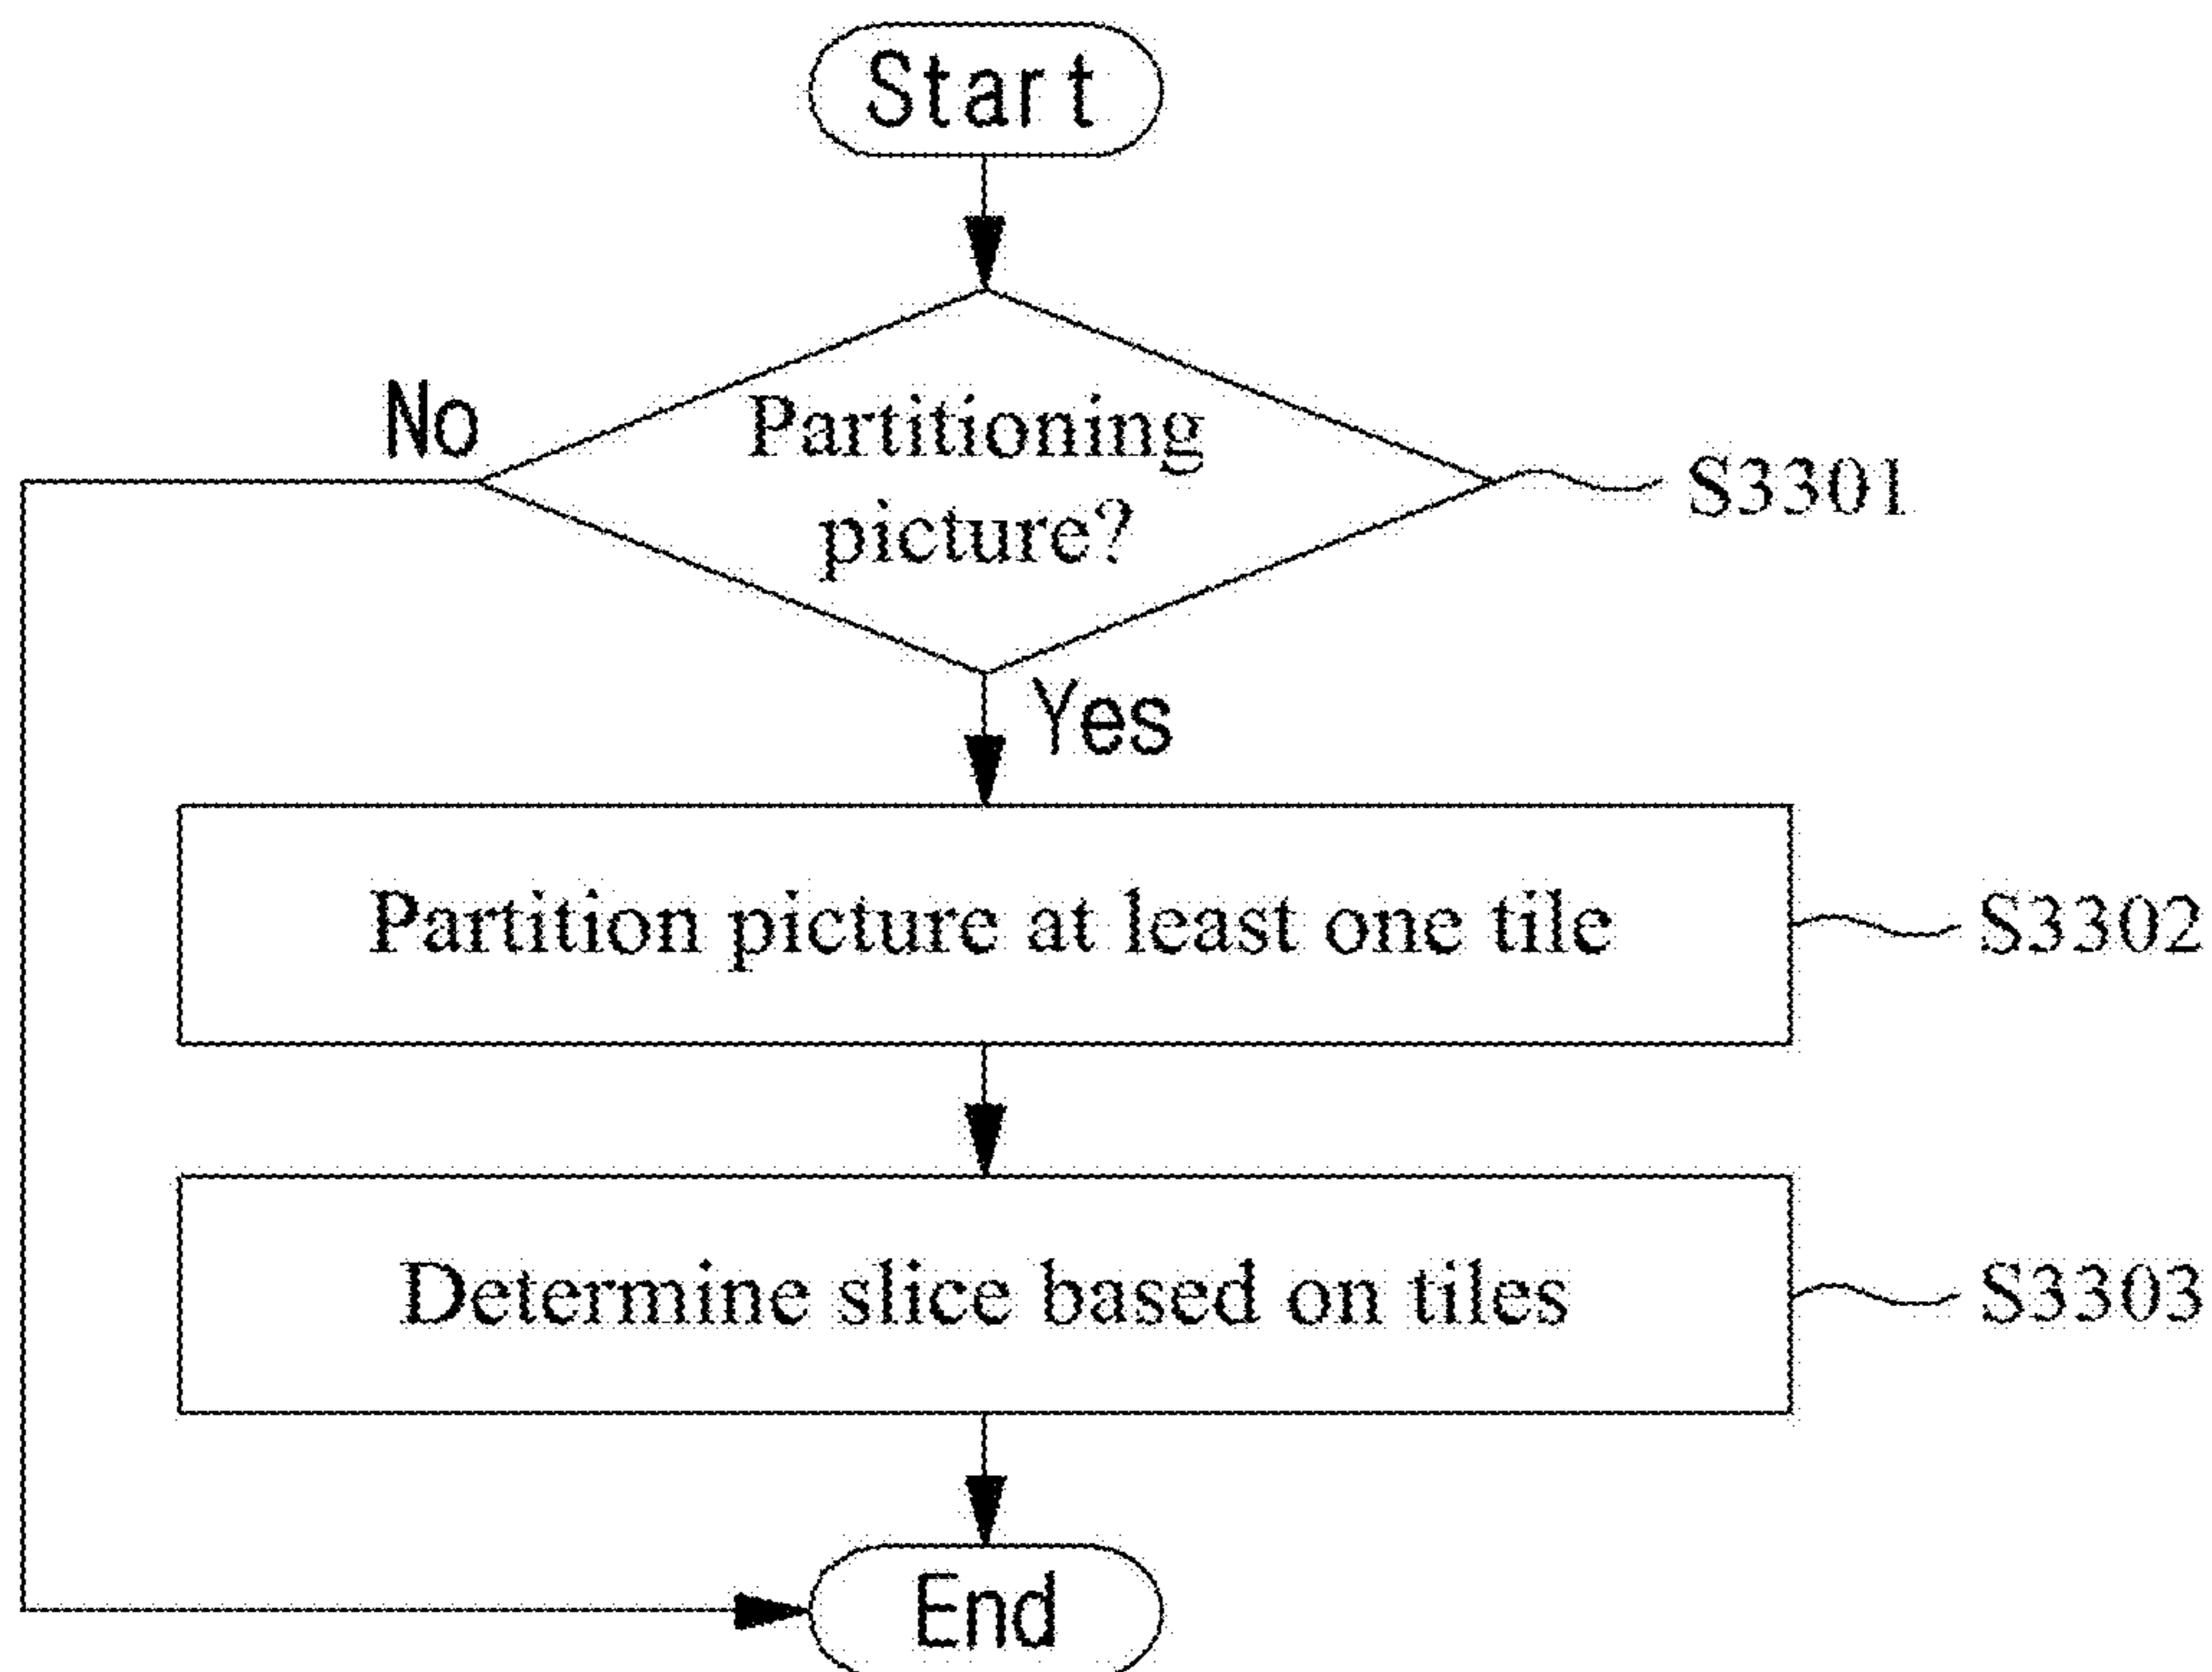 Start
No
Partitioning
picture?
S3301
Yes
Partition picture at least one tile
S3302
Determine slice based on tiles
S3303
End